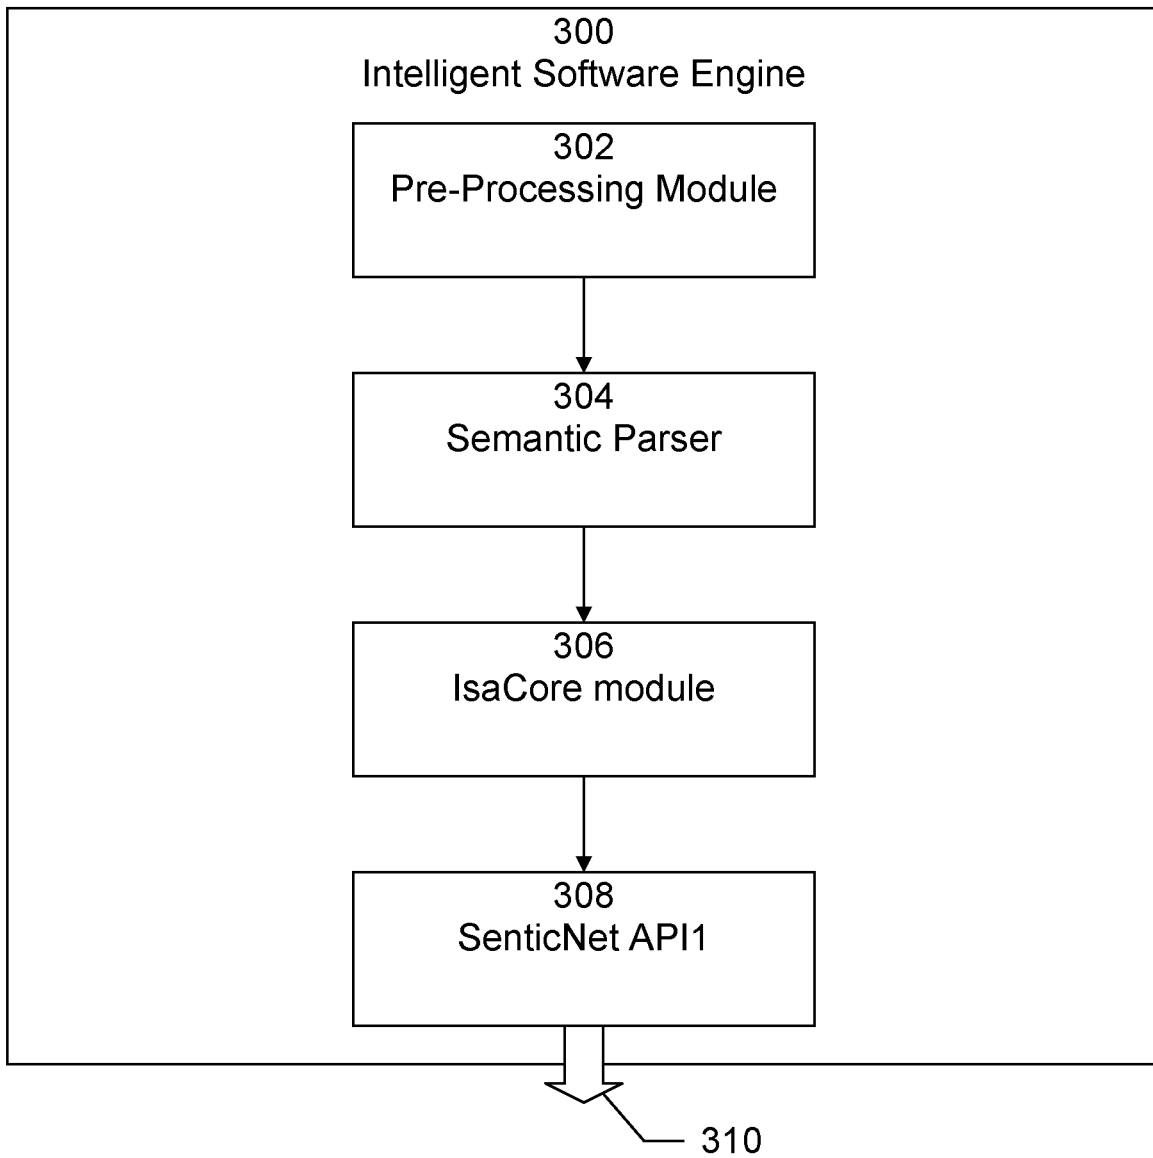 300
Intelligent Software Engine
302
Pre-Processing Module
304
Semantic Parser
306
IsaCore module
308
SenticNet API1
310